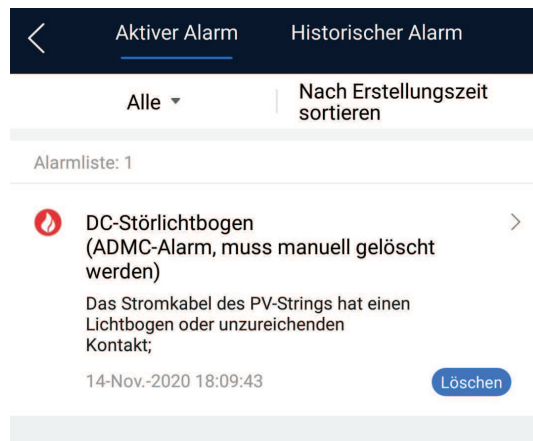 Aktiver Alarm Historischer Alarm
Alle Nach Erstellungszeit
sortieren
Alarmliste: 1
DC-Störlichtbogen
(ADMC-Alarm, muss manuell gelöscht
werden)
Das Stromkabel des PV-Strings hat einen
Lichtbogen oder unzureichenden
Kontakt;
14-Nov.-2020 18:09:43 Löschen